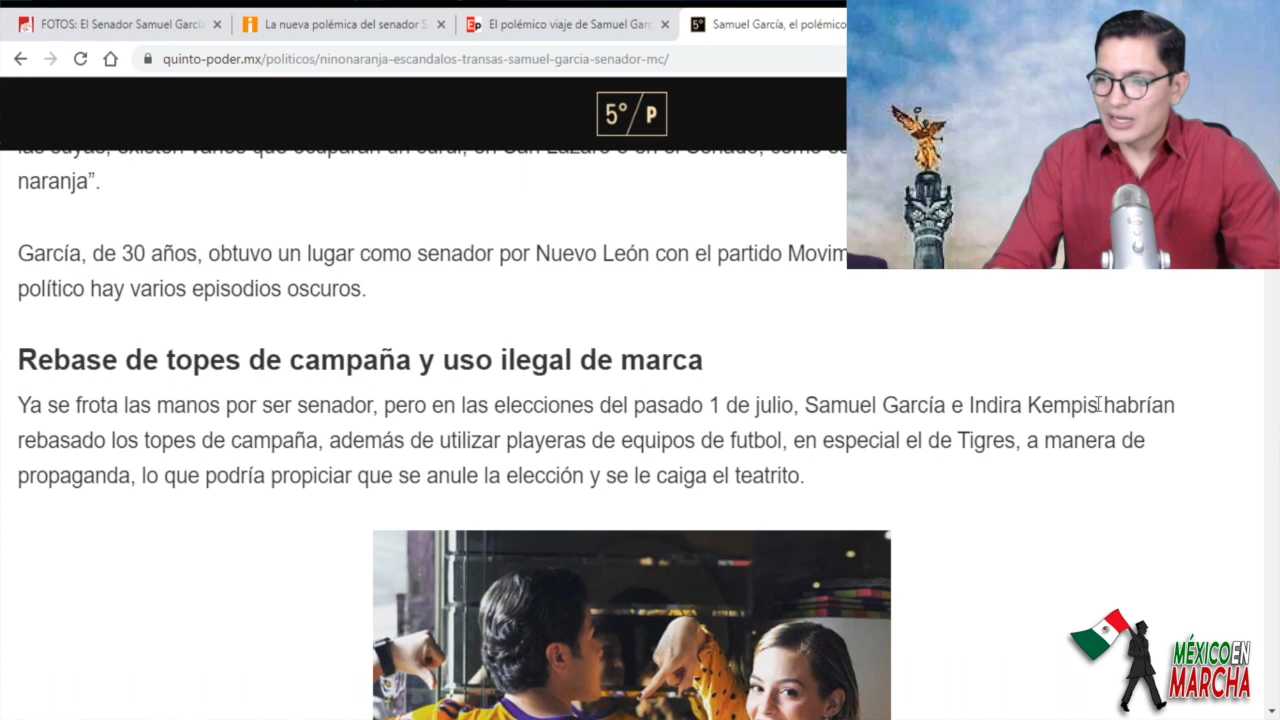 FOTOS: El Senador Samuel Garcí
La nueva polémica del senador S
El polémico viaje de Samuel Garc
Samuel García, el polémico
quinto-poder.mx/politicos/ninonaranja-escandalos-transas-samuel-garcia-senador-mc/
5°/P
naranja”.
García, de 30 años, obtuvo un lugar como senador por Nuevo León con el partido Movim
político hay varios episodios oscuros.
Rebase de topes de campaña y uso ilegal de marca
Ya se frota las manos por ser senador, pero en las elecciones del pasado 1 de julio, Samuel García e Indira Kempis habrían
rebasado los topes de campaña, además de utilizar playeras de equipos de futbol, en especial el de Tigres, a manera de
propaganda, lo que podría propiciar que se anule la elección y se le caiga el teatrito.
MÉXICO EN
MARCHA